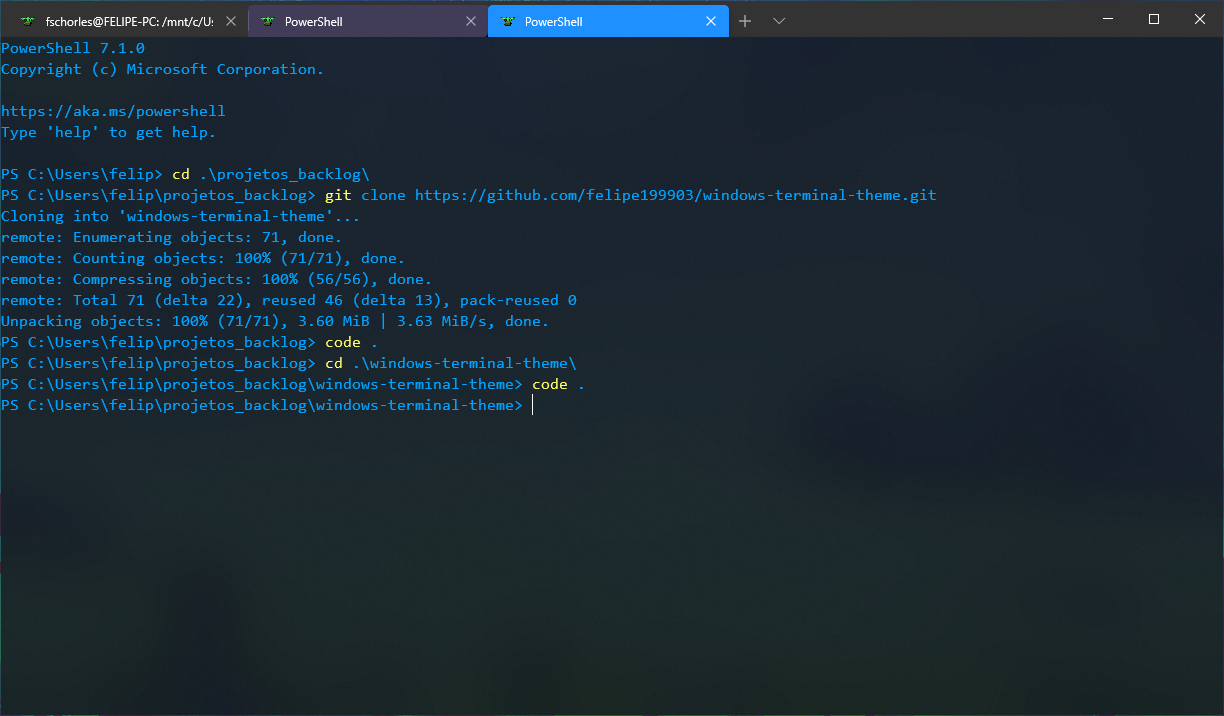 fschorles@FELIPE-PC: /mnt/c/Us
PowerShell
PowerShell
PowerShell 7.1.0
Copyright (c) Microsoft Corporation.
https://aka.ms/powershell
Type 'help' to get help.
PS C:\Users\felip> cd .\projetos_backlog\
PS C:\Users\felip\projetos_backlog> git clone https://github.com/felipe199903/windows-terminal-theme.git
Cloning into 'windows-terminal-theme'...
remote: Enumerating objects: 71, done.
remote: Counting objects: 100% (71/71), done.
remote: Compressing objects: 100% (56/56), done.
remote: Total 71 (delta 22), reused 46 (delta 13), pack-reused 0
Unpacking objects: 100% (71/71), 3.60 MiB | 3.63 MiB/s, done.
PS C:\Users\felip\projetos_backlog> code .
PS C:\Users\felip\projetos_backlog> cd .\windows-terminal-theme\
PS C:\Users\felip\projetos_backlog\windows-terminal-theme> code .
PS C:\Users\felip\projetos_backlog\windows-terminal-theme>